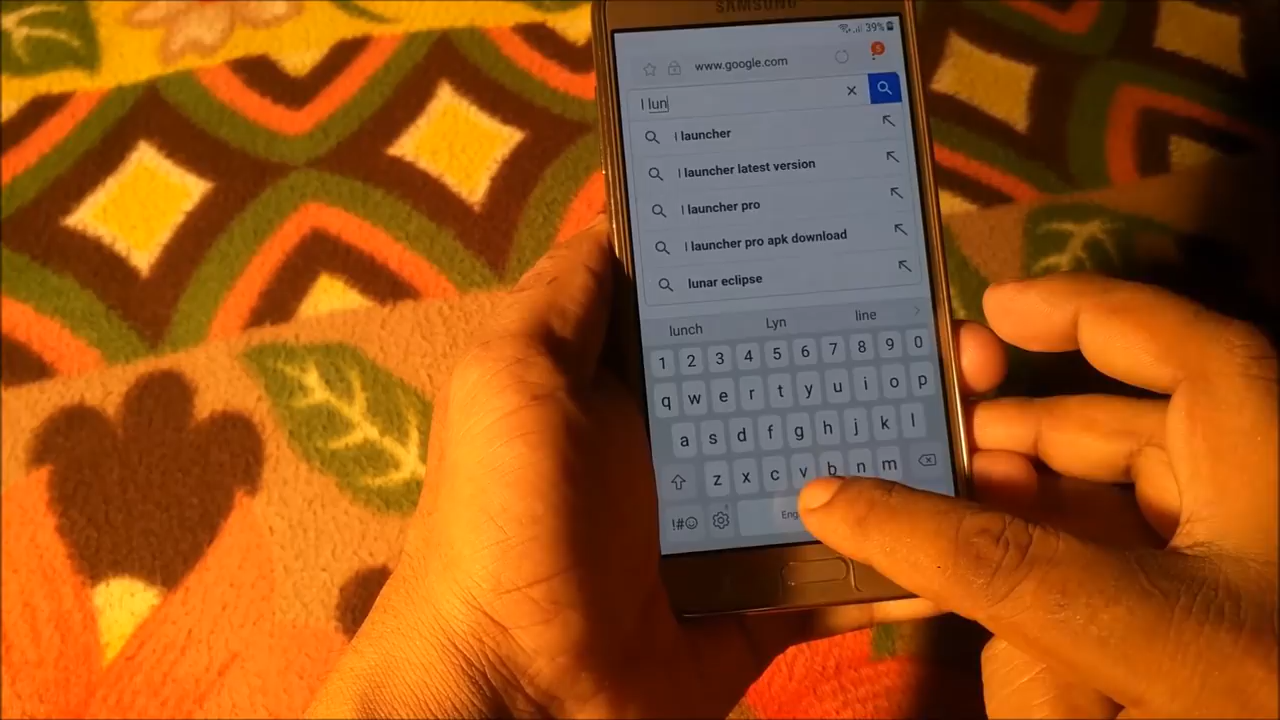 SAMSUNG
39%
www.google.com
l lun
l launcher
l launcher latest version
l launcher pro
l launcher pro apk download
lunar eclipse
lunch Lyn line
1 2 3 4 5 6 7 8 9 0
q w e r t y u i o p
a s d f g h j k l
z x c v b n m
!#☺ Eng